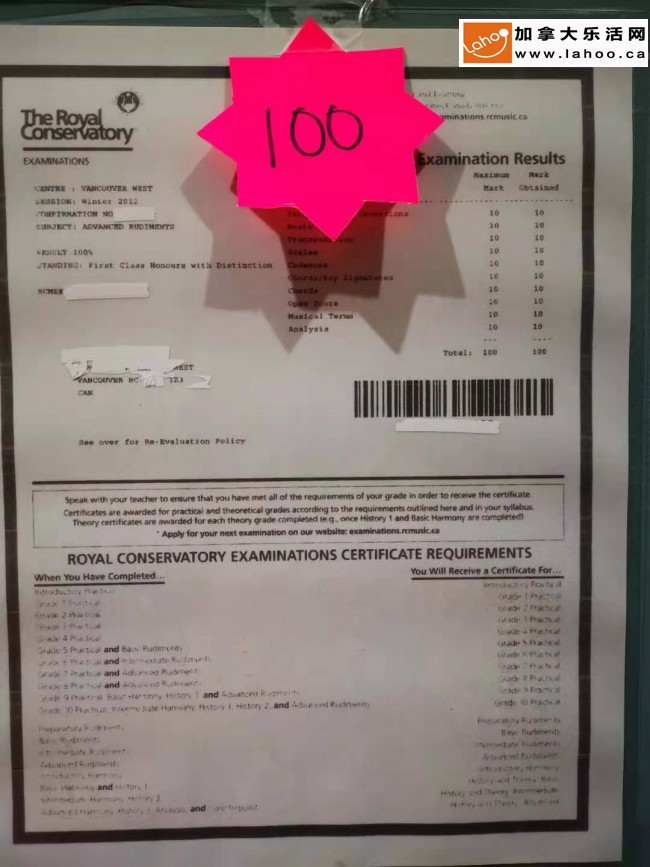 Lahoo
加拿大乐活网
www.lahoo.ca
100
The Royal
Conservatory
examinations.rcmusic.ca
EXAMINATIONS
Examination Results
CENTRE : VANCOUVER WEST
SESSION: Winter 2012
CONFIRMATION NO
SUBJECT: ADVANCED RUDIMENTS
RESULT 100%
STANDING: First Class Honours with Distinction
RCME#
Maximum Mark
Mark Obtained
10 10
10 10
Transposition 10 10
Scales 10 10
Cadences 10 10
Chords/Key Signatures 10 10
Chords 10 10
Open Score 10 10
Musical Terms 10 10
Analysis 10 10
Total: 100 100
VANCOUVER BC 1Z3
CAN
See over for Re-Evaluation Policy
Speak with your teacher to ensure that you have met all of the requirements of your grade in order to receive the certificate
Certificates are awarded for practical and theoretical grades according to the requirements outlined here and in your syllabus.
Theory certificates are awarded for each theory grade completed (e.g., once History 1 and Basic Harmony are completed)
* Apply for your next examination on our website: examinations.rcmusic.ca
ROYAL CONSERVATORY EXAMINATIONS CERTIFICATE REQUIREMENTS
When You Have Completed...
You Will Receive a Certificate For...
Introductory Practical Introductory Practical
Grade 1 Practical Grade 1 Practical
Grade 2 Practical Grade 2 Practical
Grade 3 Practical Grade 3 Practical
Grade 4 Practical Grade 4 Practical
Grade 5 Practical and Basic Rudiments Grade 5 Practical
Grade 6 Practical and Intermediate Rudiments Grade 6 Practical
Grade 7 Practical and Advanced Rudiments Grade 7 Practical
Grade 8 Practical and Advanced Rudiments Grade 8 Practical
Grade 9 Practical, Basic Harmony, History 1, and Advanced Rudiments Grade 9 Practical
Grade 10 Practical, Intermediate Harmony, History 1, History 2, and Advanced Rudiments Grade 10 Practical
Preparatory Rudiments Preparatory Rudiments
Basic Rudiments Basic Rudiments
Intermediate Rudiments Intermediate Rudiments
Advanced Rudiments Advanced Rudiments
Introductory Harmony Introductory Harmony
Basic Harmony and History 1 History and Theory: Basic
Intermediate Harmony, History 2 History and Theory: Intermediate
Advanced Harmony, History 3, Analysis, and Counterpoint History and Theory: Advanced